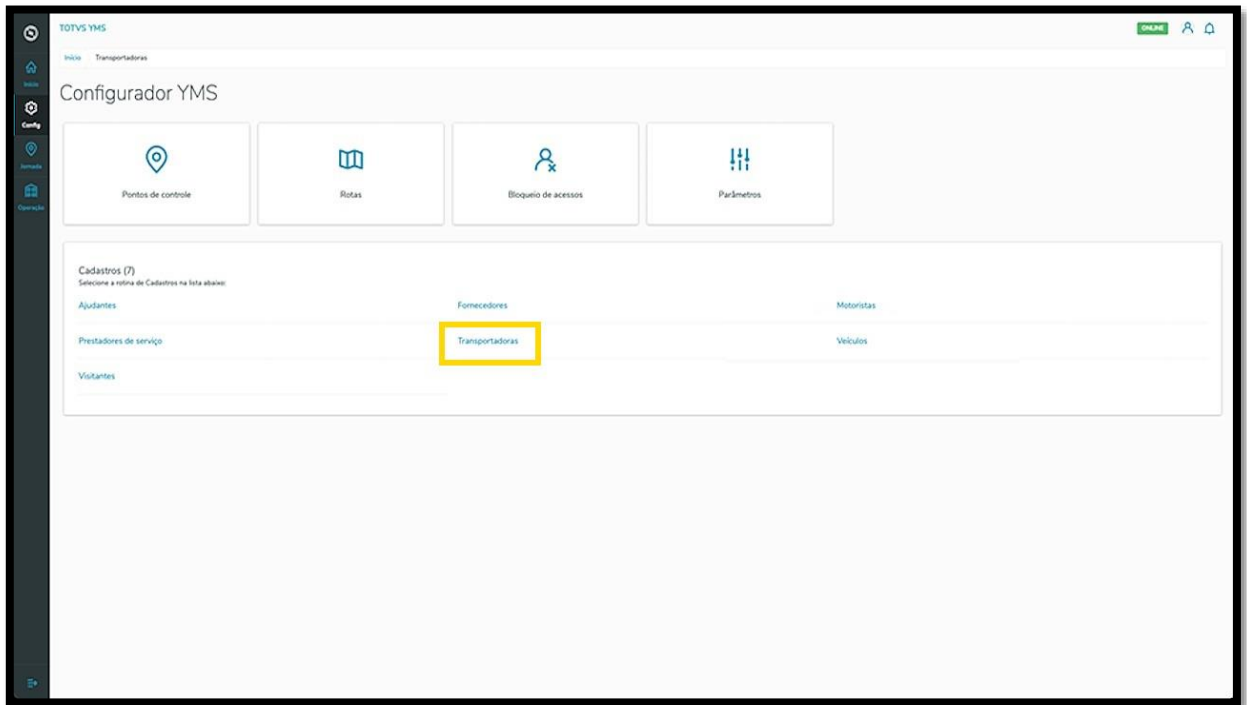 TOTVS YMS
ONLINE
Início Transportadoras
Início
Configurador YMS
Config
Jornada
Operação
Pontos de controle
Rotas
Bloqueio de acessos
Parâmetros
Cadastros (7)
Selecione a rotina de Cadastros na lista abaixo:
Ajudantes
Fornecedores
Motoristas
Prestadores de serviço
Transportadoras
Veículos
Visitantes